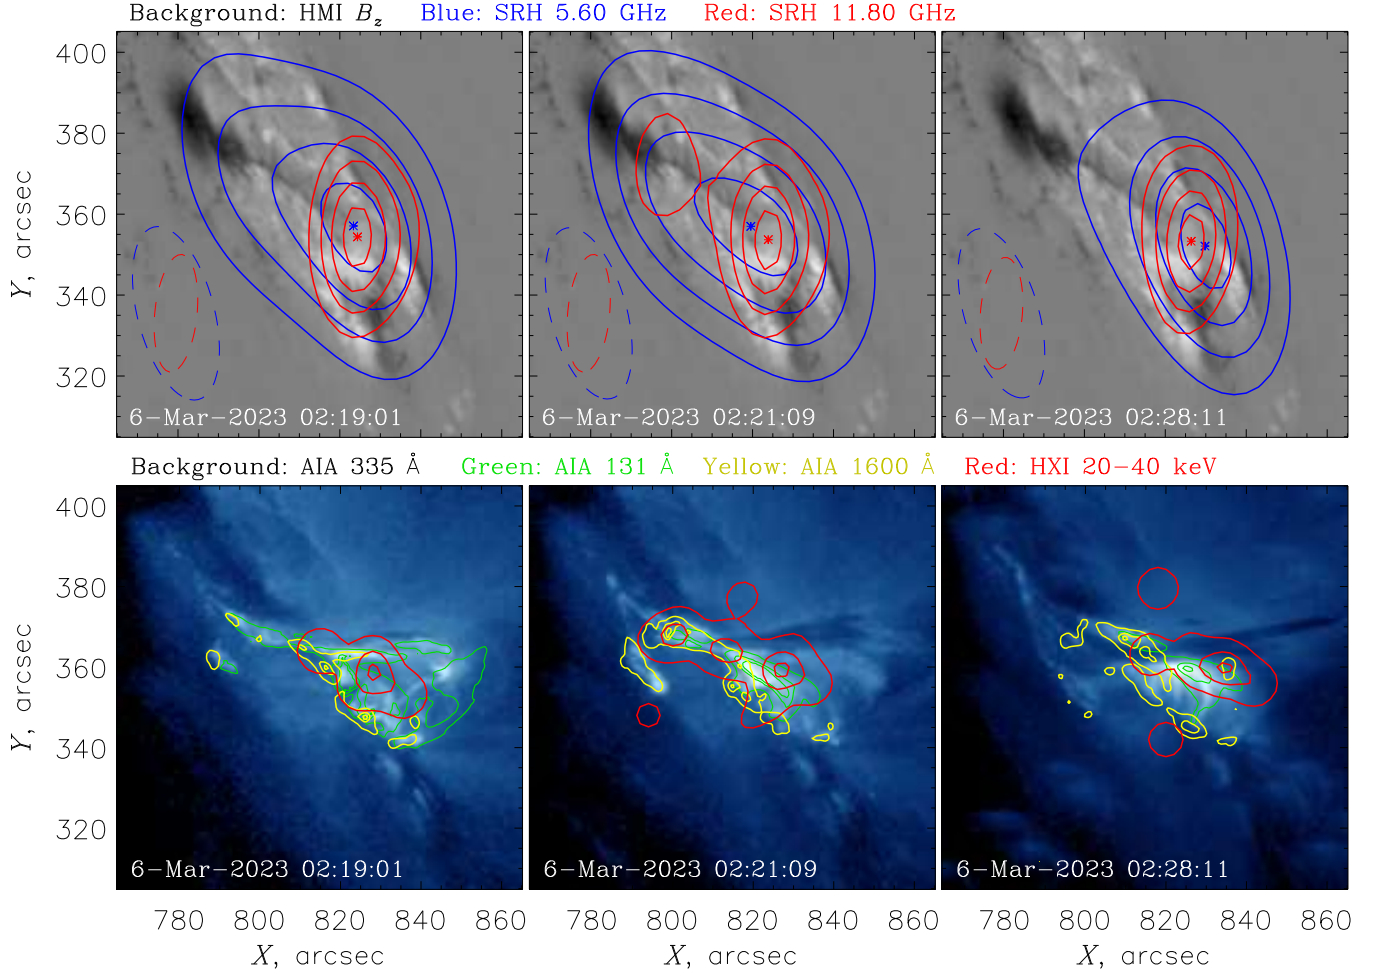 Background: HMI Bz Blue: SRH 5.60 GHz Red: SRH 11.80 GHz
400
380
360
340
320
Y, arcsec
6-Mar-2023 02:19:01
6-Mar-2023 02:21:09
6-Mar-2023 02:28:11
Background: AIA 335 Å Green: AIA 131 Å Yellow: AIA 1600 Å Red: HXI 20-40 keV
400
380
360
340
320
Y, arcsec
6-Mar-2023 02:19:01
6-Mar-2023 02:21:09
6-Mar-2023 02:28:11
780 800 820 840 860
780 800 820 840 860
780 800 820 840 860
X, arcsec
X, arcsec
X, arcsec